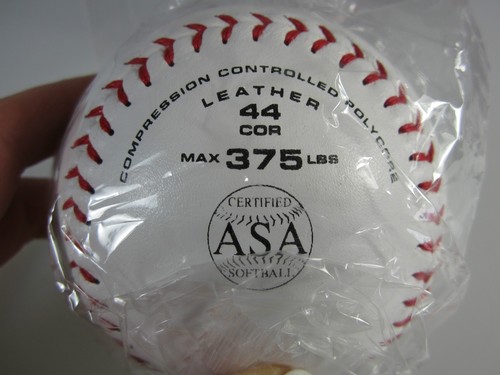 COMPRESSION CONTROLLED POLYCORE
LEATHER
44
COR
MAX 375 LBS
CERTIFIED
ASA
SOFTBALL